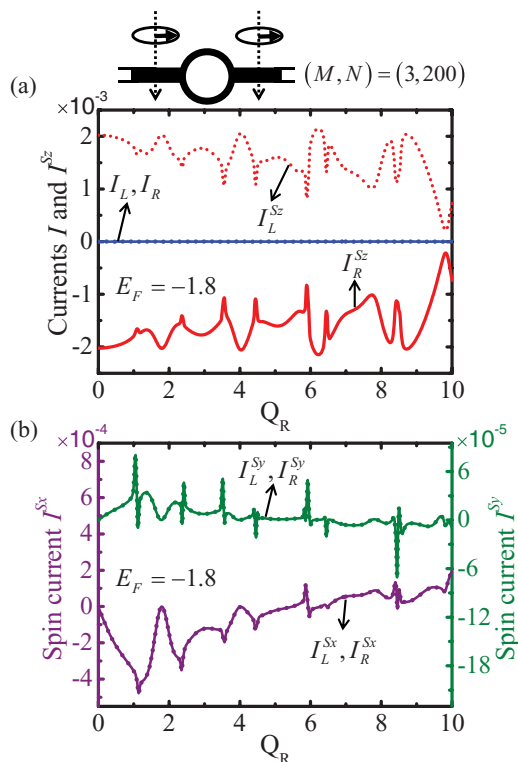 (M, N) = (3,200)
(a)
×10⁻³
Currents I and I^{Sz}
2
1
0
-1
-2
I_L, I_R
I_L^{Sz}
I_R^{Sz}
E_F = −1.8
0 2 4 6 8 10
Q_R
(b)
×10⁻⁴
×10⁻⁵
Spin current I^{Sx}
8
6
4
2
0
-2
-4
I_L^{Sy}, I_R^{Sy}
E_F = −1.8
I_L^{Sx}, I_R^{Sx}
6
0
-6
-12
-18
Spin current I^{Sy}
0 2 4 6 8 10
Q_R